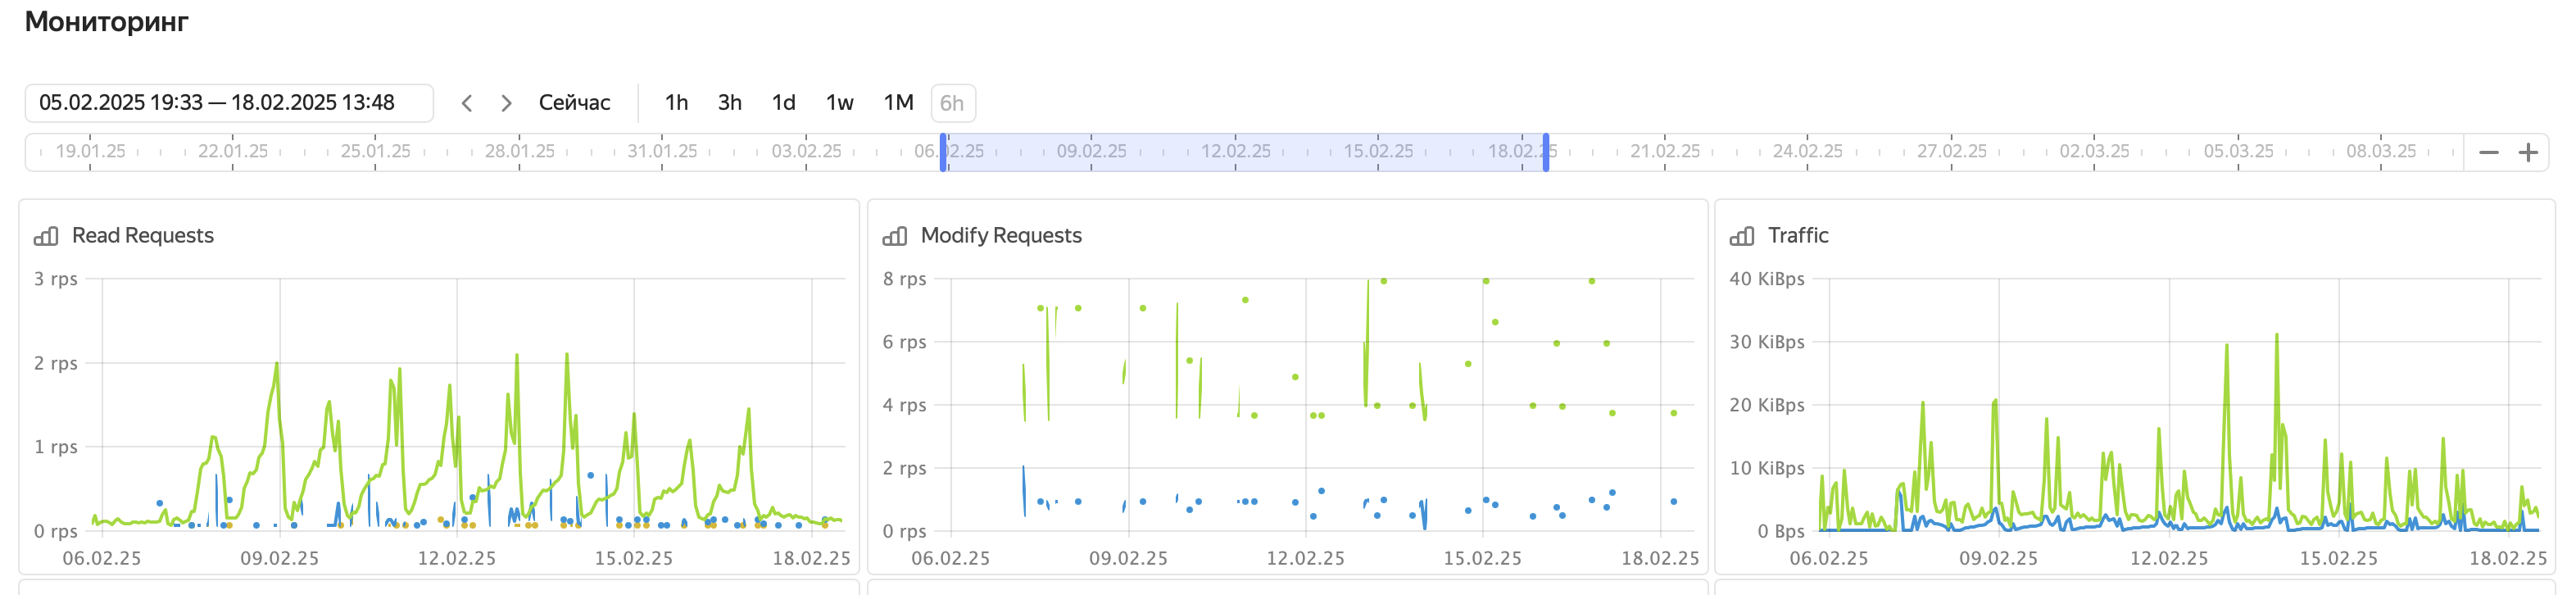 Мониторинг
05.02.2025 19:33 — 18.02.2025 13:48 Сейчас 1h 3h 1d 1w 1M 6h
19.01.25 22.01.25 25.01.25 28.01.25 31.01.25 03.02.25 06.02.25 09.02.25 12.02.25 15.02.25 18.02.25 21.02.25 24.02.25 27.02.25 02.03.25 05.03.25 08.03.25
Read Requests
3 rps
2 rps
1 rps
0 rps
06.02.25 09.02.25 12.02.25 15.02.25 18.02.25
Modify Requests
8 rps
6 rps
4 rps
2 rps
0 rps
06.02.25 09.02.25 12.02.25 15.02.25 18.02.25
Traffic
40 KiBps
30 KiBps
20 KiBps
10 KiBps
0 Bps
06.02.25 09.02.25 12.02.25 15.02.25 18.02.25